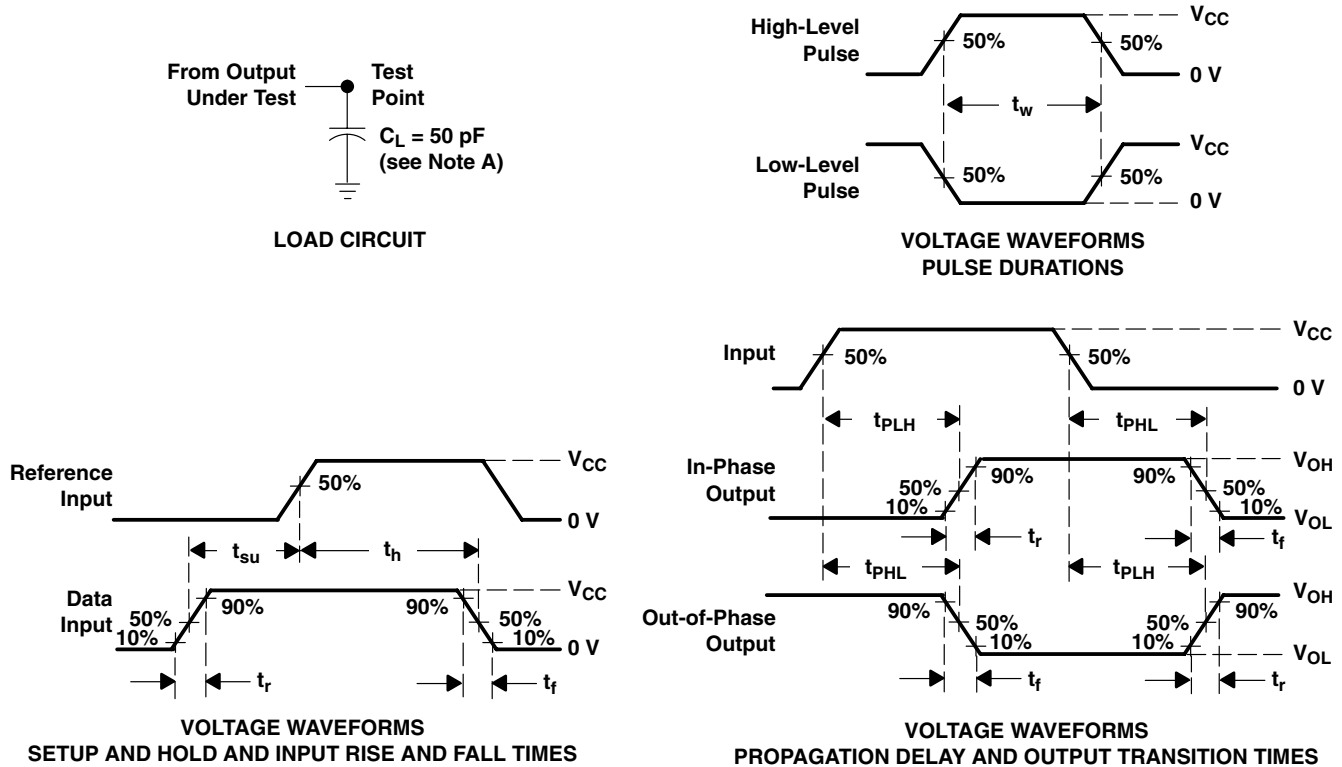 From Output
Under Test
Test
Point
C_L = 50 pF
(see Note A)
LOAD CIRCUIT
High-Level
Pulse
50%
50%
V_CC
0 V
t_w
Low-Level
Pulse
50%
50%
V_CC
0 V
VOLTAGE WAVEFORMS
PULSE DURATIONS
Reference
Input
50%
V_CC
0 V
t_su
t_h
Data
Input
50%
10%
90%
90%
50%
10%
V_CC
0 V
t_r
t_f
VOLTAGE WAVEFORMS
SETUP AND HOLD AND INPUT RISE AND FALL TIMES
Input
50%
50%
V_CC
0 V
t_PLH
t_PHL
In-Phase
Output
50%
10%
90%
90%
50%
10%
V_OH
V_OL
t_r
t_f
t_PHL
t_PLH
Out-of-Phase
Output
90%
50%
10%
50%
10%
90%
V_OH
V_OL
t_f
t_r
VOLTAGE WAVEFORMS
PROPAGATION DELAY AND OUTPUT TRANSITION TIMES